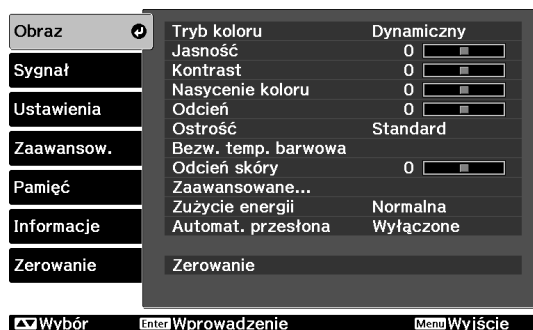 Obraz
Sygnał
Ustawienia
Zaawansow.
Pamięć
Informacje
Zerowanie
Tryb koloru Dynamiczny
Jasność 0
Kontrast 0
Nasycenie koloru 0
Odcień 0
Ostrość Standard
Bezw. temp. barwowa
Odcień skóry 0
Zaawansowane...
Zużycie energii Normalna
Automat. przesłona Wyłączone
Zerowanie
Wybór Enter Wprowadzenie Menu Wyjście